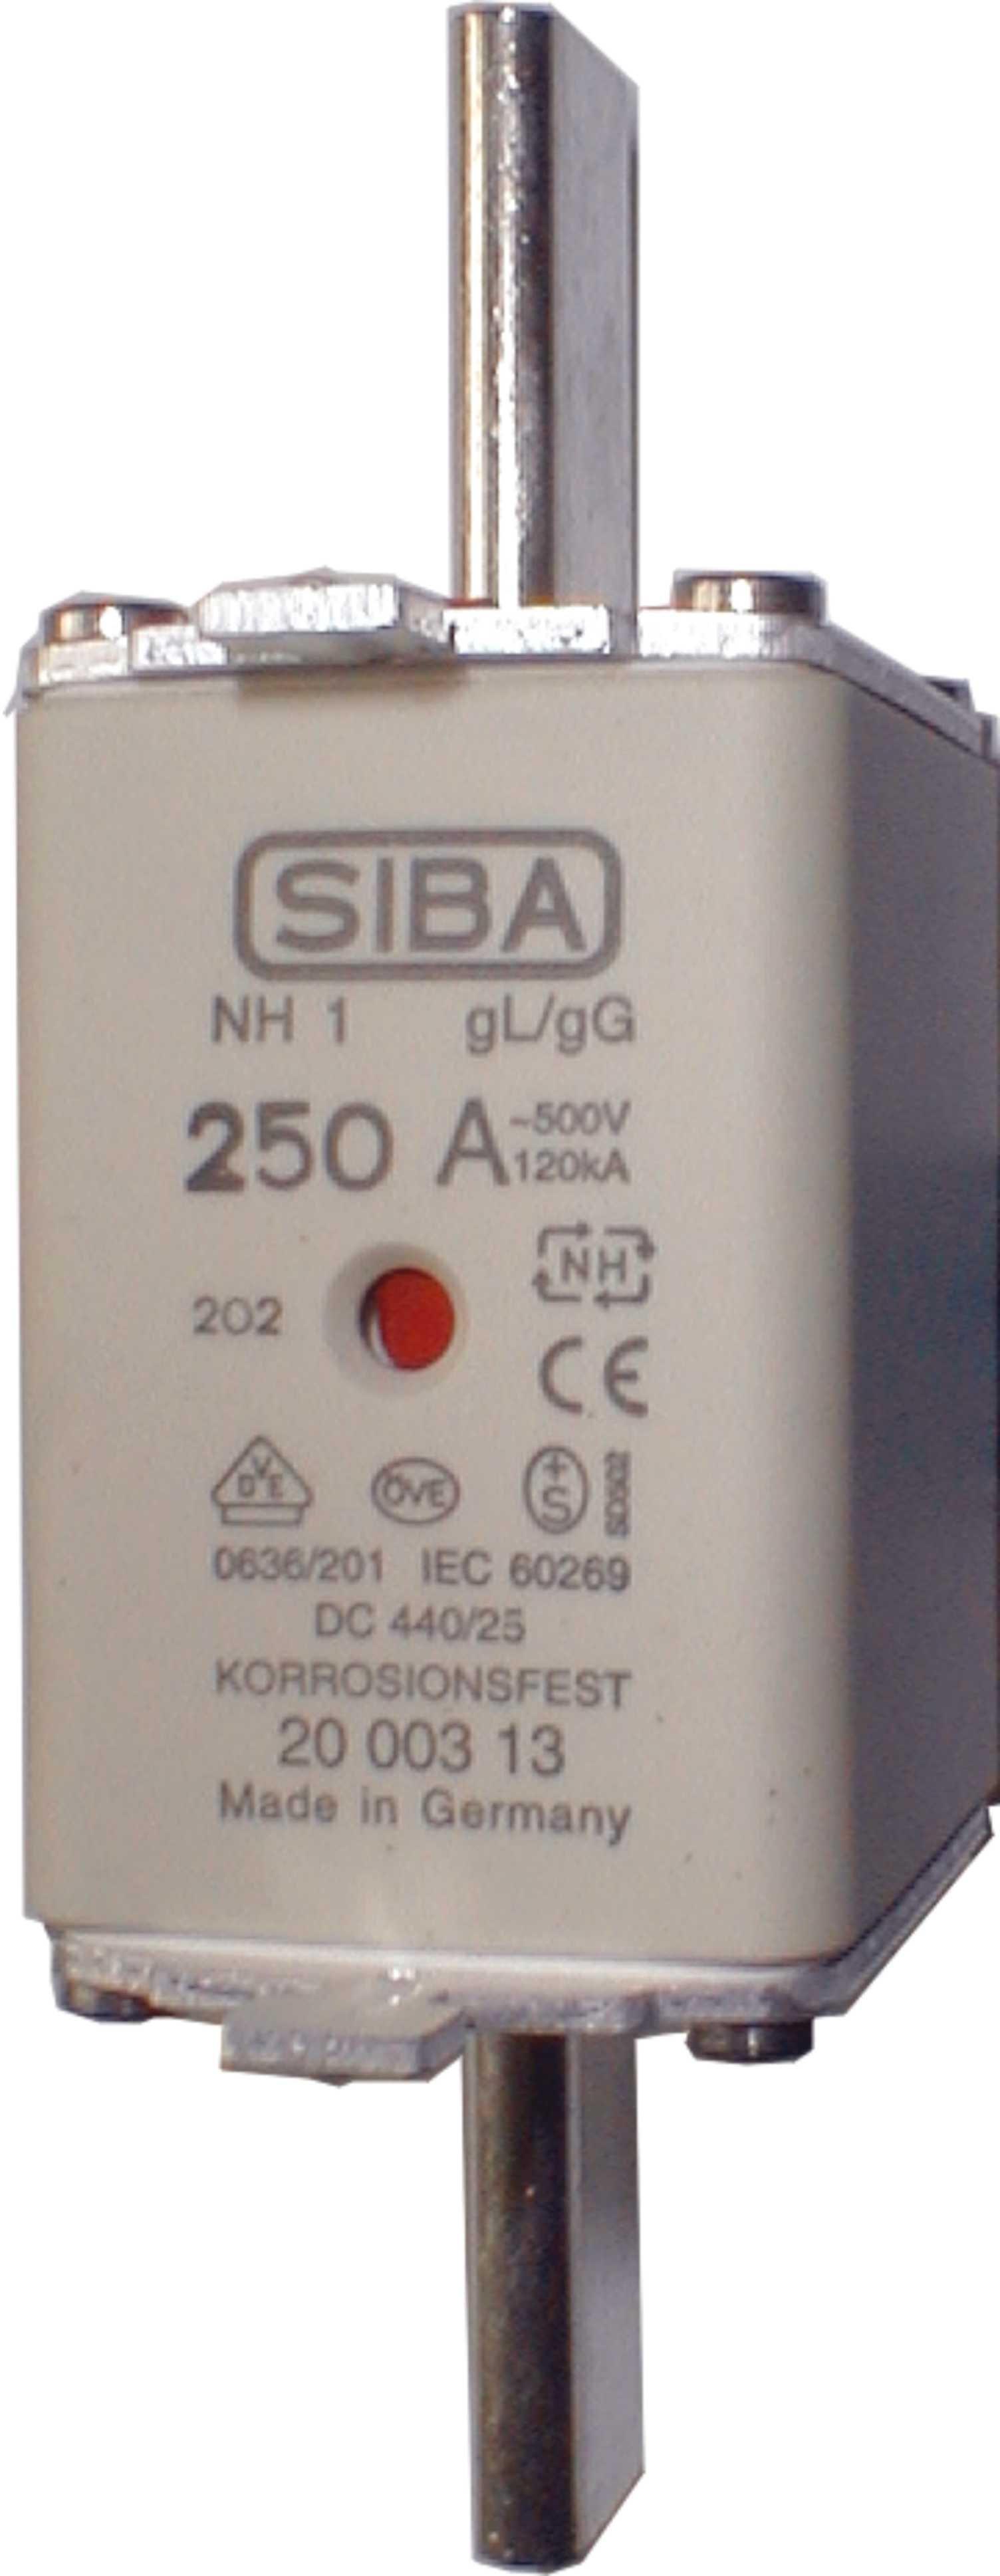 SIBA
NH 1 gL/gG
250 A ~500V
120kA
NH
202
CE
VDE ÖVE +S
0636/201 IEC 60269
DC 440/25
KORROSIONSFEST
20 003 13
Made in Germany